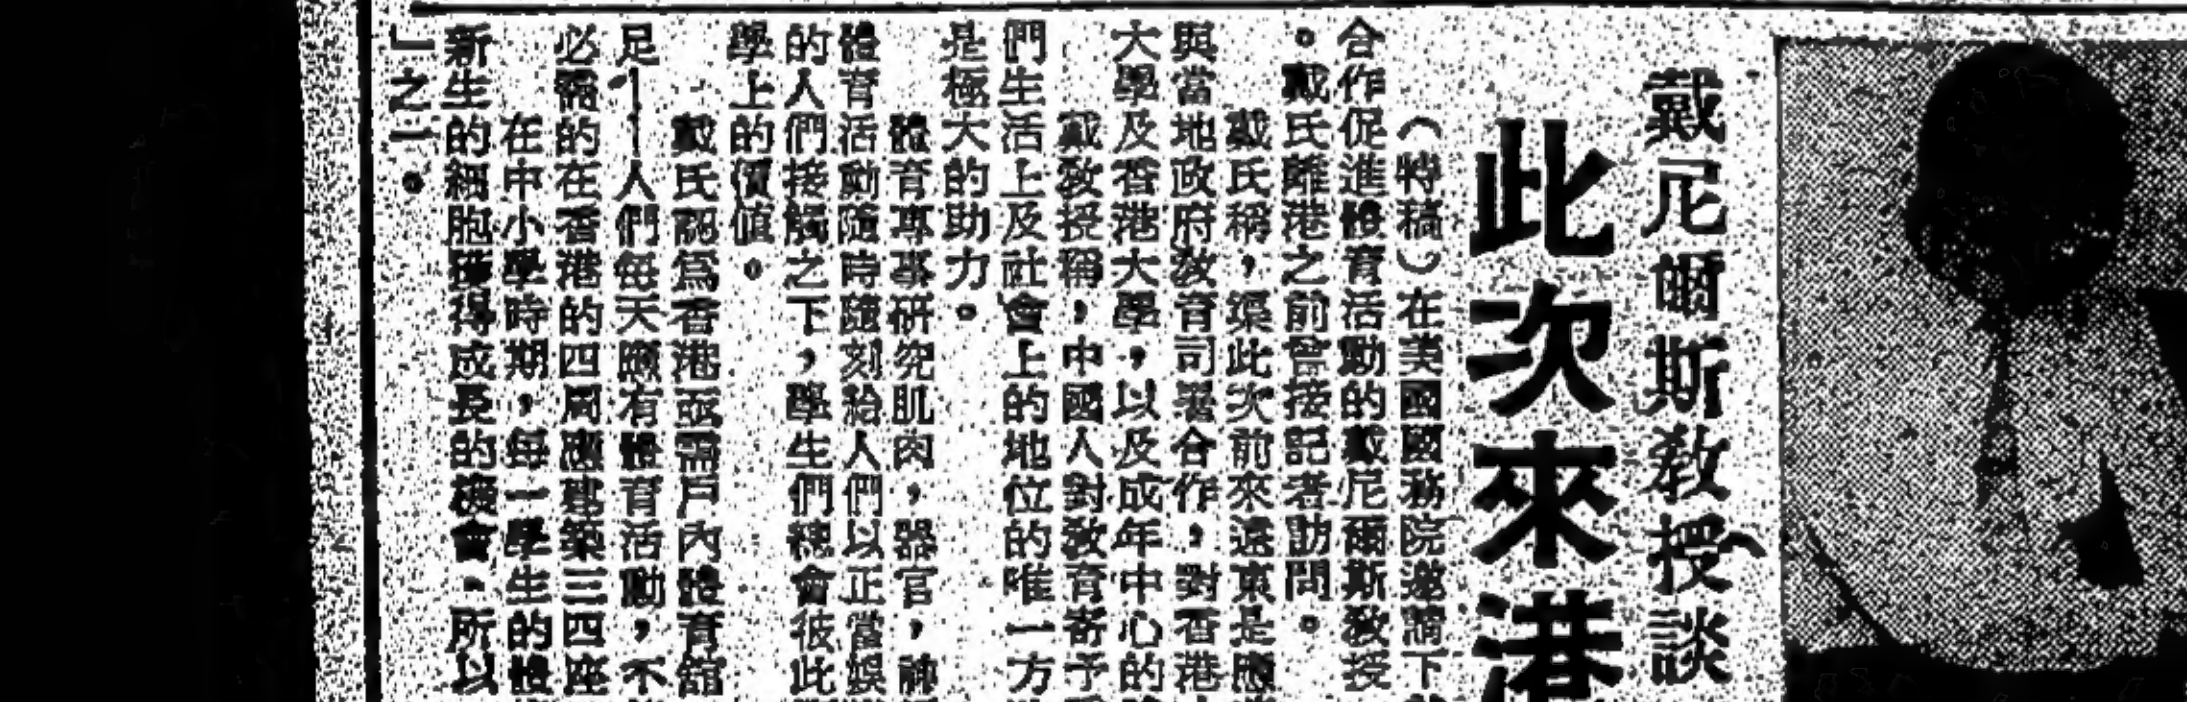 戴尼爾斯教授談
此次來港
（特稿）在美國國務院邀請下
合作促進體育活動的戴尼爾斯教授
。戴氏離港之前曾接記者訪問。
戴氏稱，渠此次前來遠東是應
與當地政府教育司署合作，對香港
大學及香港大學，以及成年中心的
戴教授稱，中國人對教育寄予
們生活上及社會上的地位的唯一方
是極大的助力。
體育專家研究肌肉，器官，神
體育活動隨時隨刻給人們以正當娛
的人們接觸之下，學生們總會彼此
學上的價值。
戴氏認爲香港亟需戶內體育館
足——人們每天應有體育活動，不
必需的在香港的四周應建築三四座
在中小學時期，每一學生的體
新生的細胞獲得成長的機會。所以
」之一。